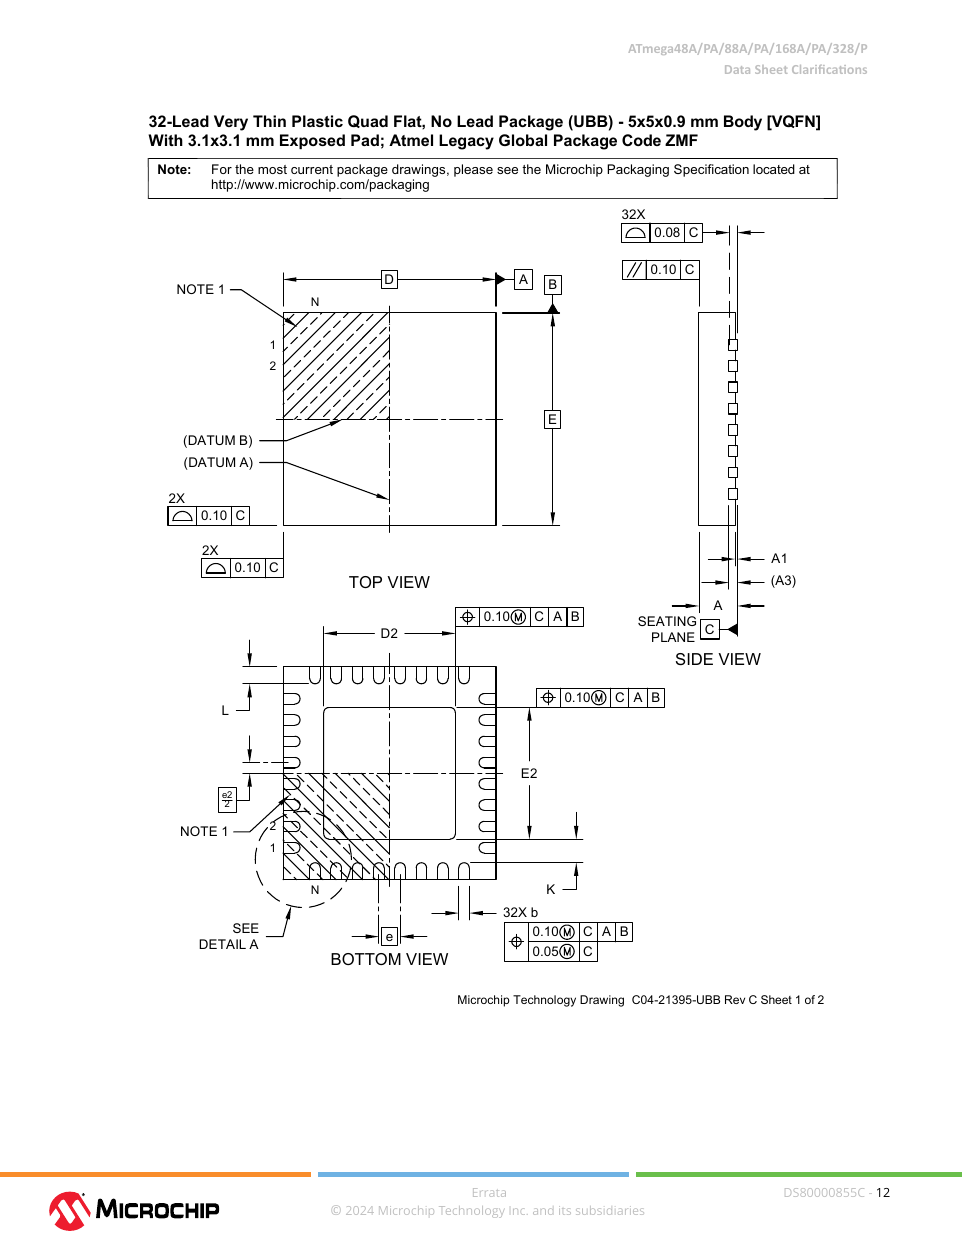 ATmega48A/PA/88A/PA/168A/PA/328/P
Data Sheet Clarifications
32-Lead Very Thin Plastic Quad Flat, No Lead Package (UBB) - 5x5x0.9 mm Body [VQFN]
With 3.1x3.1 mm Exposed Pad; Atmel Legacy Global Package Code ZMF
Note: For the most current package drawings, please see the Microchip Packaging Specification located at
http://www.microchip.com/packaging
32X
0.08 C
0.10 C
D
A
B
NOTE 1
N
1
2
E
(DATUM B)
(DATUM A)
2X
0.10 C
2X
0.10 C
TOP VIEW
A1
(A3)
A
SEATING
PLANE
C
SIDE VIEW
0.10 M C A B
D2
0.10 M C A B
L
E2
e2
2
NOTE 1
2
1
N
K
SEE
DETAIL A
e
32X b
0.10 M C A B
0.05 M C
BOTTOM VIEW
Microchip Technology Drawing C04-21395-UBB Rev C Sheet 1 of 2
MICROCHIP
Errata
© 2024 Microchip Technology Inc. and its subsidiaries
DS80000855C - 12